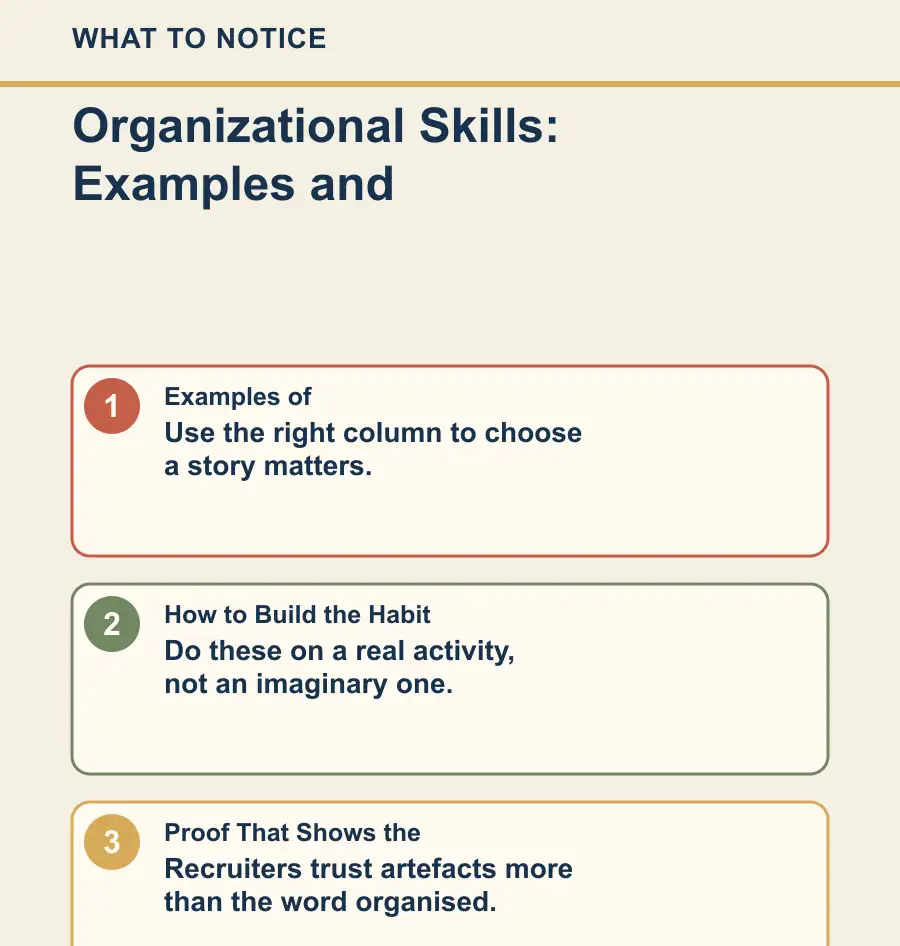 WHAT TO NOTICE
Organizational Skills:
Examples and
1
Examples of
Use the right column to choose
a story matters.
2
How to Build the Habit
Do these on a real activity,
not an imaginary one.
3
Proof That Shows the
Recruiters trust artefacts more
than the word organised.